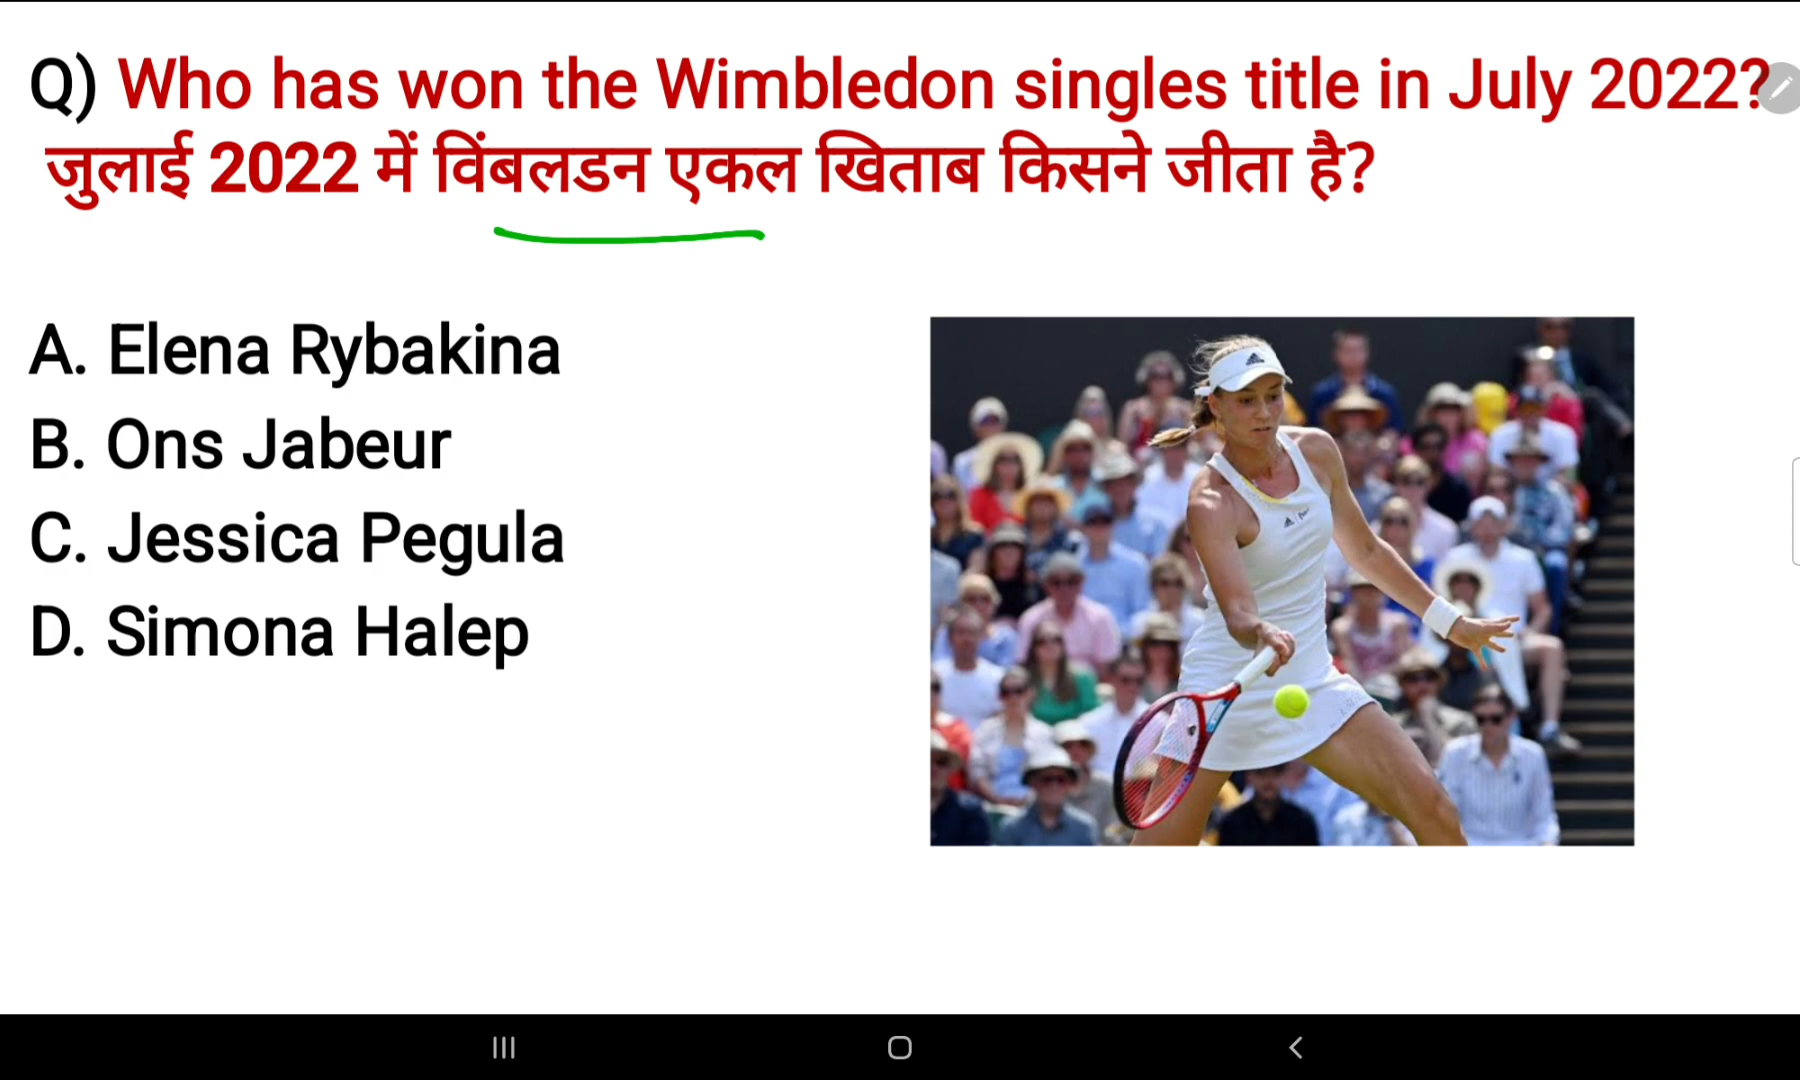 Q) Who has won the Wimbledon singles title in July 2022?
जुलाई 2022 में विंबलडन एकल खिताब किसने जीता है?
A. Elena Rybakina
B. Ons Jabeur
C. Jessica Pegula
D. Simona Halep